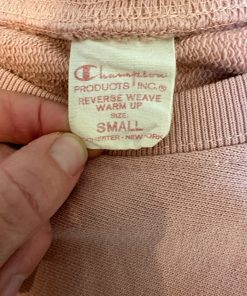 Champion
PRODUCTS INC.®
REVERSE WEAVE
WARM UP
SIZE:
SMALL
NEW YORK